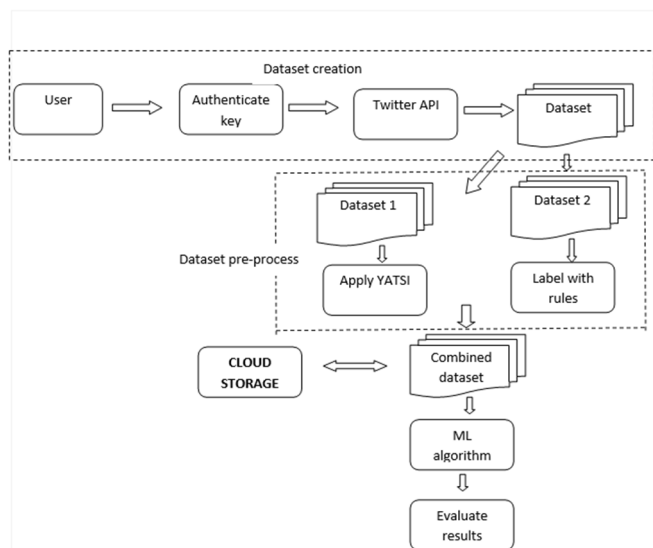 Dataset creation
User
Authenticate
key
Twitter API
Dataset
Dataset 1
Dataset 2
Dataset pre-process
Apply YATSI
Label with
rules
CLOUD
STORAGE
Combined
dataset
ML
algorithm
Evaluate
results